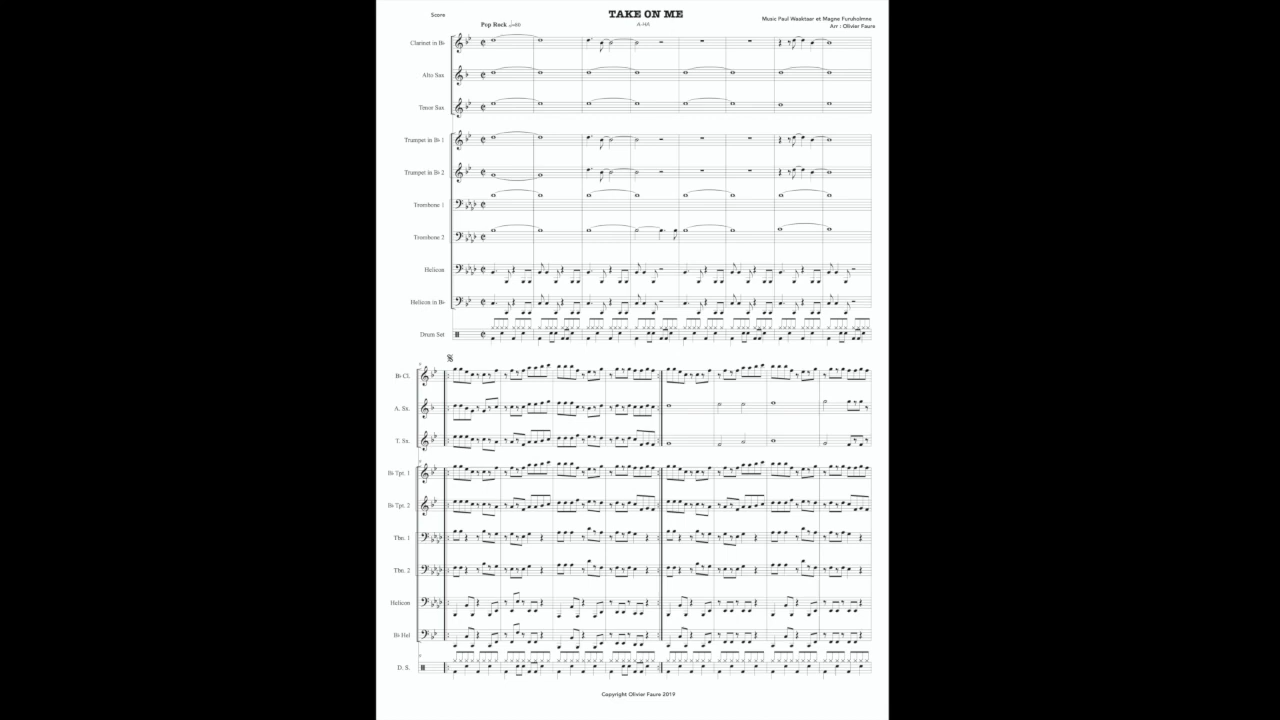 Score
TAKE ON ME
A-HA
Music Paul Waaktaar et Magne Furuholmne
Arr : Olivier Faure
Pop Rock
Clarinet in B♭
Alto Sax
Tenor Sax
Trumpet in B♭ 1
Trumpet in B♭ 2
Trombone 1
Trombone 2
Helicon
Helicon in B♭
Drum Set
B♭ Cl.
A. Sx.
T. Sx.
B♭ Tpt. 1
B♭ Tpt. 2
Tbn. 1
Tbn. 2
Helicon
B♭ Hel
D. S.
Copyright Olivier Faure 2019